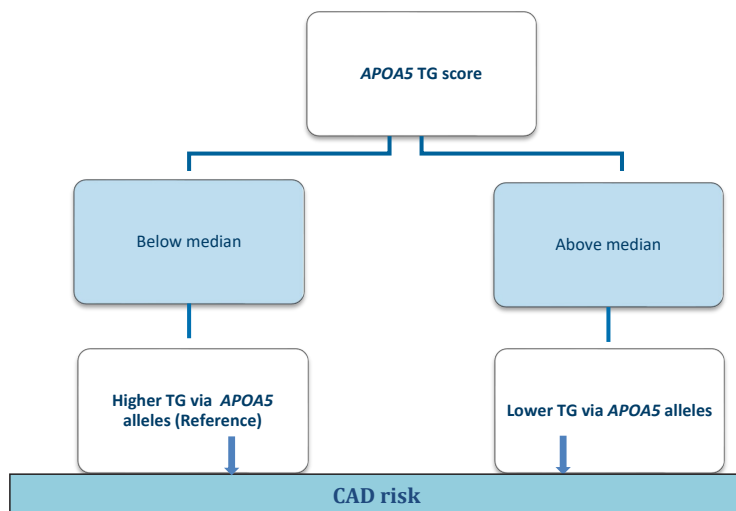 APOA5 TG score
Below median
Above median
Higher TG via APOA5
alleles (Reference)
Lower TG via APOA5 alleles
CAD risk